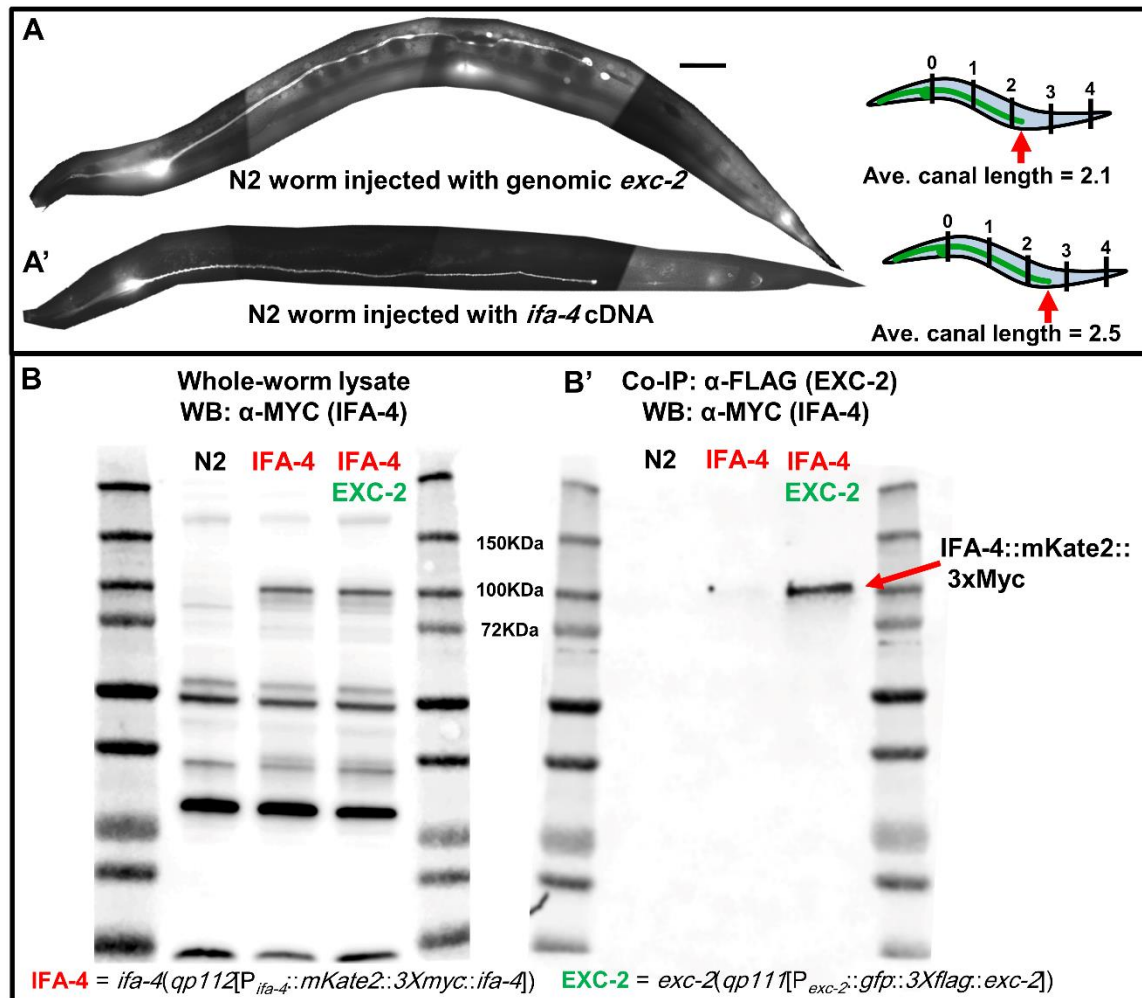 A
N2 worm injected with genomic exc-2
0 1 2 3 4
Ave. canal length = 2.1
A’
N2 worm injected with ifa-4 cDNA
0 1 2 3 4
Ave. canal length = 2.5
B
Whole-worm lysate
WB: α-MYC (IFA-4)
N2 IFA-4 IFA-4
EXC-2
150KDa
100KDa
72KDa
B’
Co-IP: α-FLAG (EXC-2)
WB: α-MYC (IFA-4)
N2 IFA-4 IFA-4
EXC-2
IFA-4::mKate2::
3xMyc
IFA-4 = ifa-4(qp112[Pifa-4::mKate2::3Xmyc::ifa-4]) EXC-2 = exc-2(qp111[Pexc-2::gfp::3Xflag::exc-2])